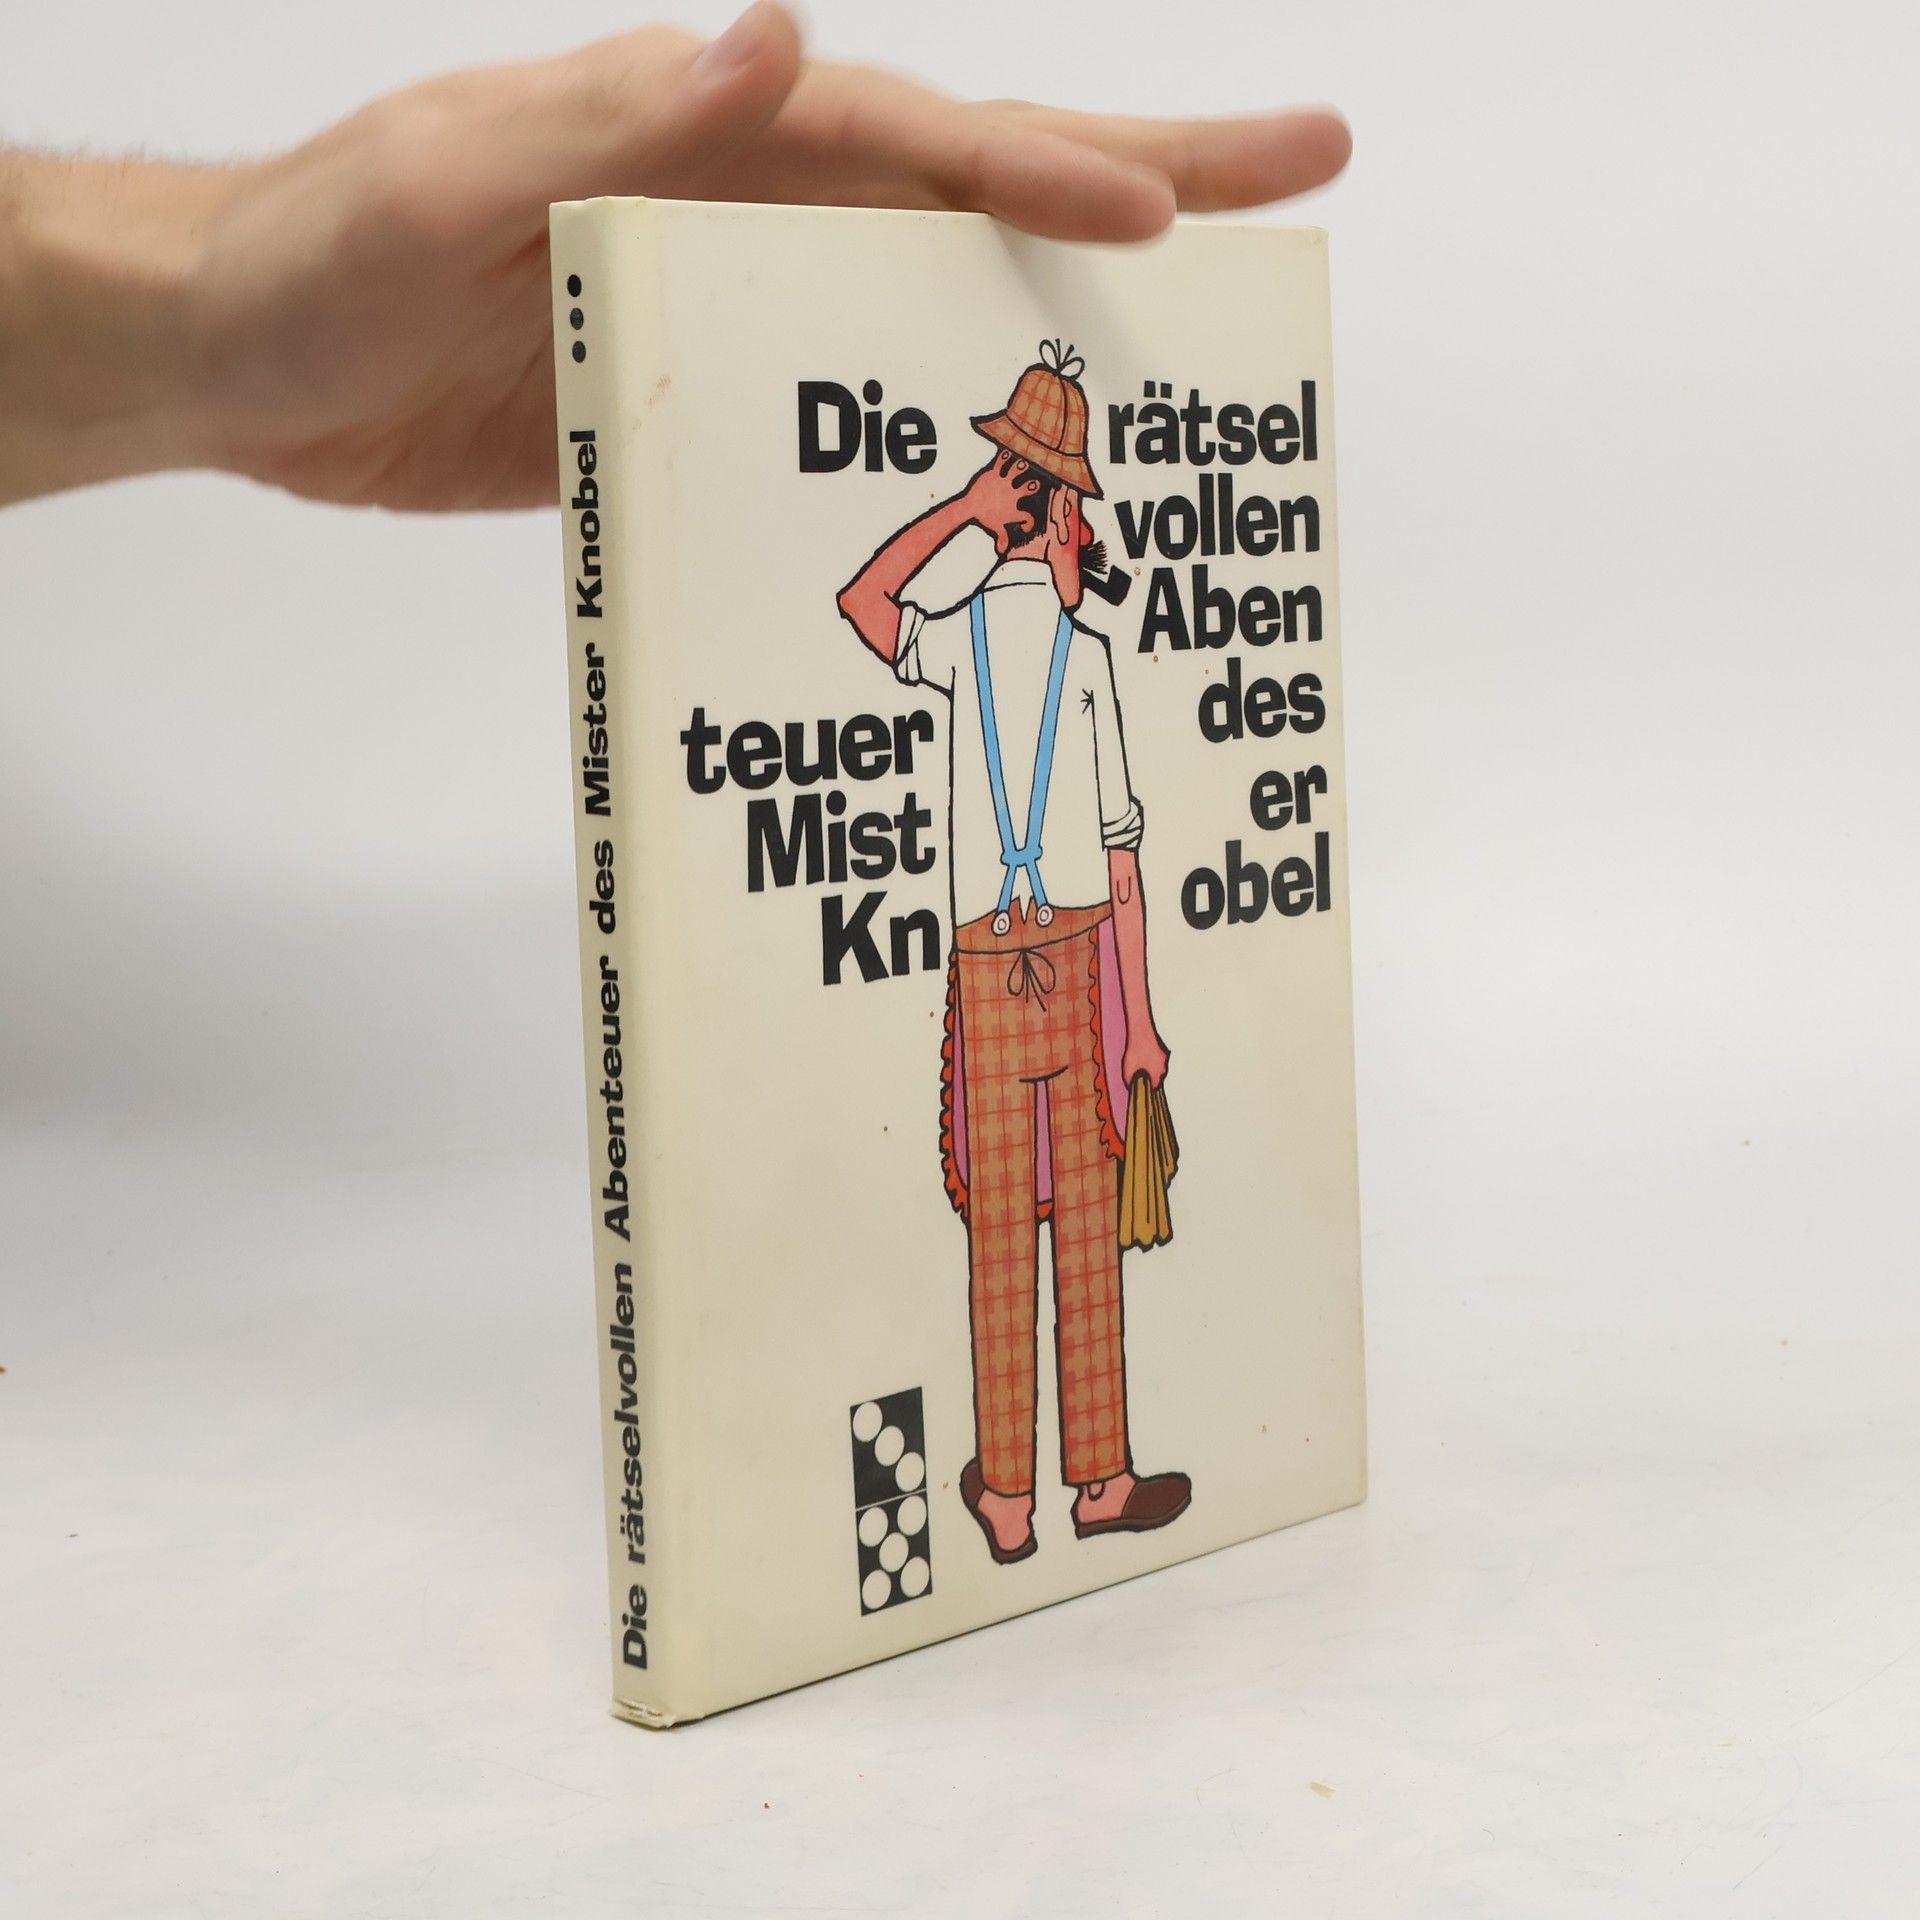 Die rätselvollen Abenteuer des Mister Knobel
Die rätsel
vollen
Aben
teuer des
Mist er
Kn obel